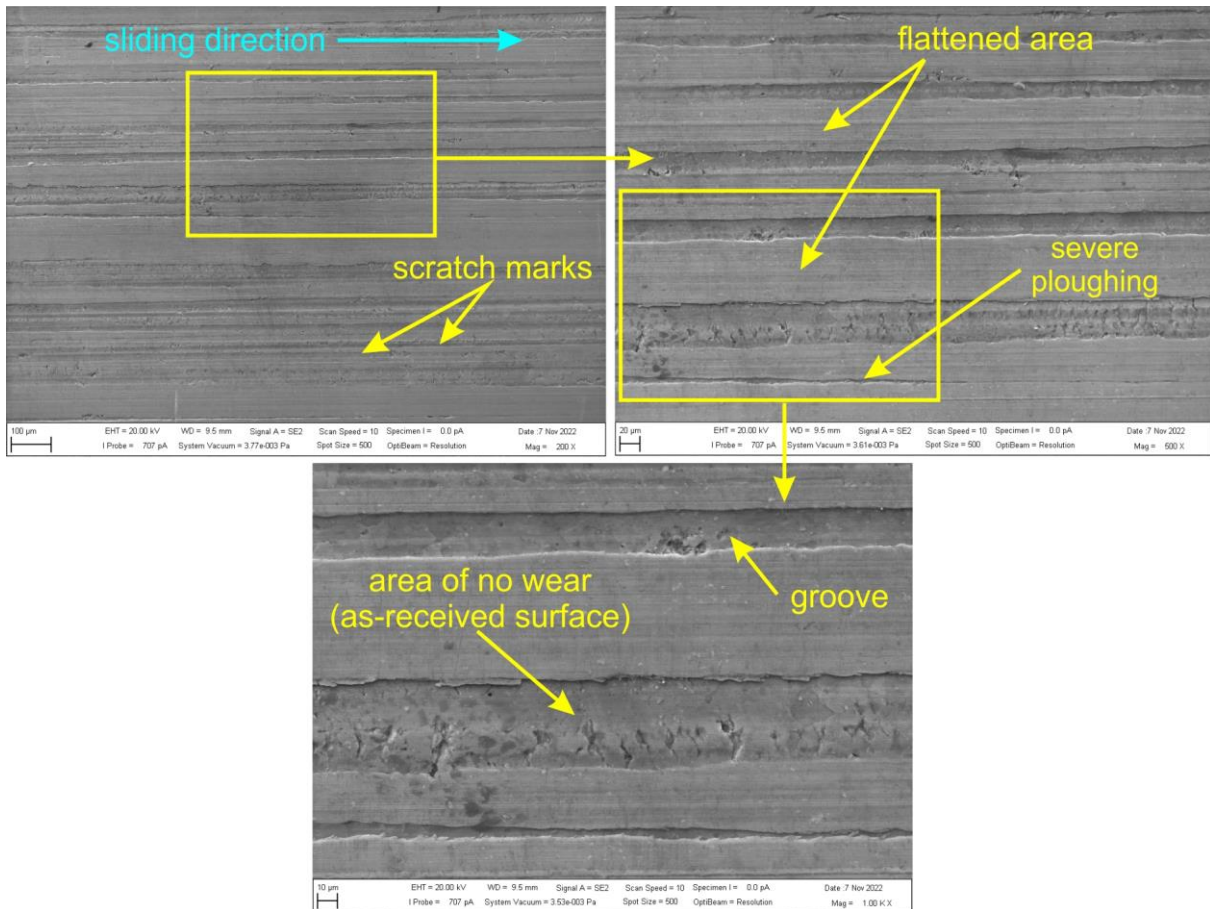 sliding direction
scratch marks
100 µm
EHT = 20.00 kV WD = 9.5 mm Signal A = SE2 Scan Speed = 10 Specimen I = 0.0 pA Date :7 Nov 2022
I Probe = 707 pA System Vacuum = 3.77e-003 Pa Spot Size = 500 OptiBeam = Resolution Mag = 200 X
flattened area
severe
ploughing
20 µm
EHT = 20.00 kV WD = 9.5 mm Signal A = SE2 Scan Speed = 10 Specimen I = 0.0 pA Date :7 Nov 2022
I Probe = 707 pA System Vacuum = 3.61e-003 Pa Spot Size = 500 OptiBeam = Resolution Mag = 500 X
area of no wear
(as-received surface)
groove
10 µm
EHT = 20.00 kV WD = 9.5 mm Signal A = SE2 Scan Speed = 10 Specimen I = 0.0 pA Date :7 Nov 2022
I Probe = 707 pA System Vacuum = 3.53e-003 Pa Spot Size = 500 OptiBeam = Resolution Mag = 1.00 K X